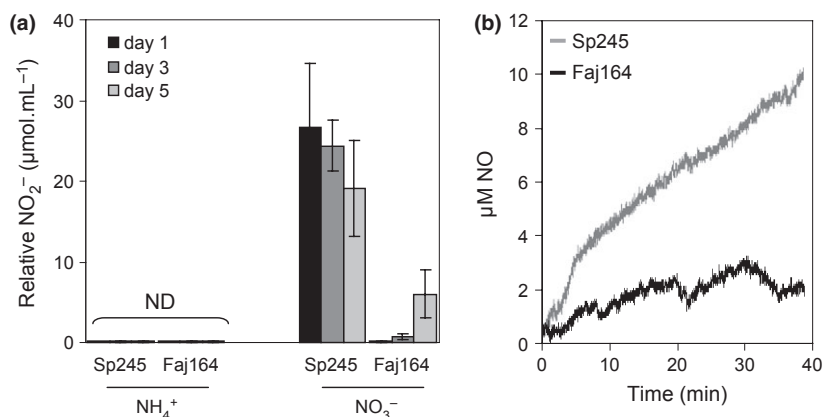 (a)
Relative NO₂⁻ (µmol.mL⁻¹)
40
30
20
10
0
day 1
day 3
day 5
ND
Sp245 Faj164 Sp245 Faj164
NH₄⁺ NO₃⁻
(b)
µM NO
12
10
8
6
4
2
0
Sp245
Faj164
0 10 20 30 40
Time (min)